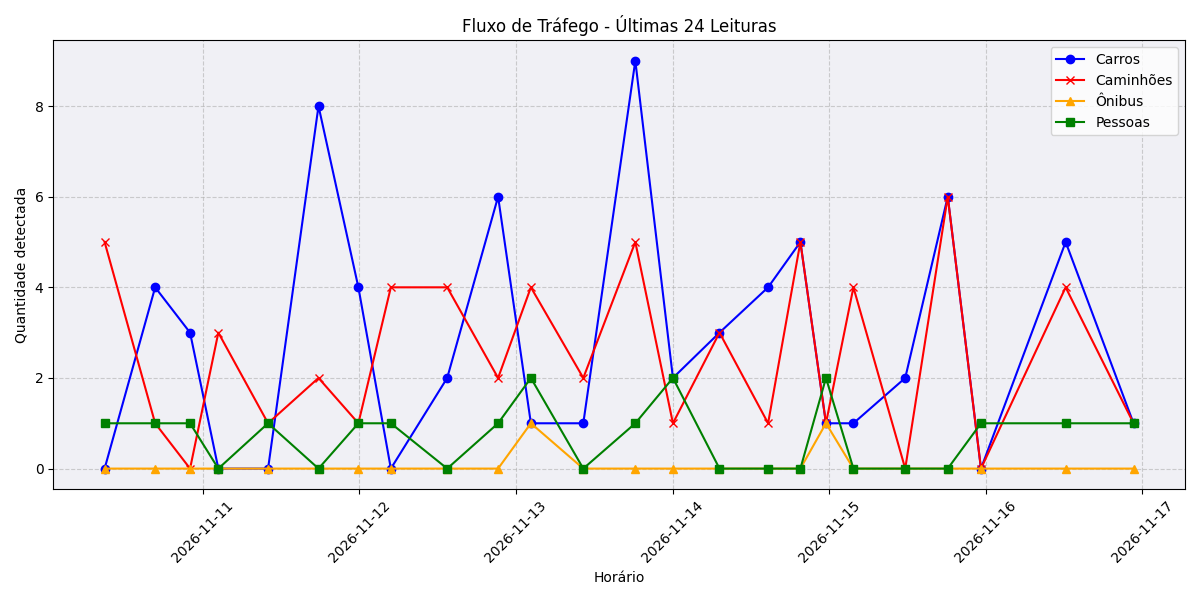 Fluxo de Tráfego - Últimas 24 Leituras
Carros
Caminhões
Ônibus
Pessoas
Quantidade detectada
8
6
4
2
0
2026-11-11
2026-11-12
2026-11-13
2026-11-14
2026-11-15
2026-11-16
2026-11-17
Horário